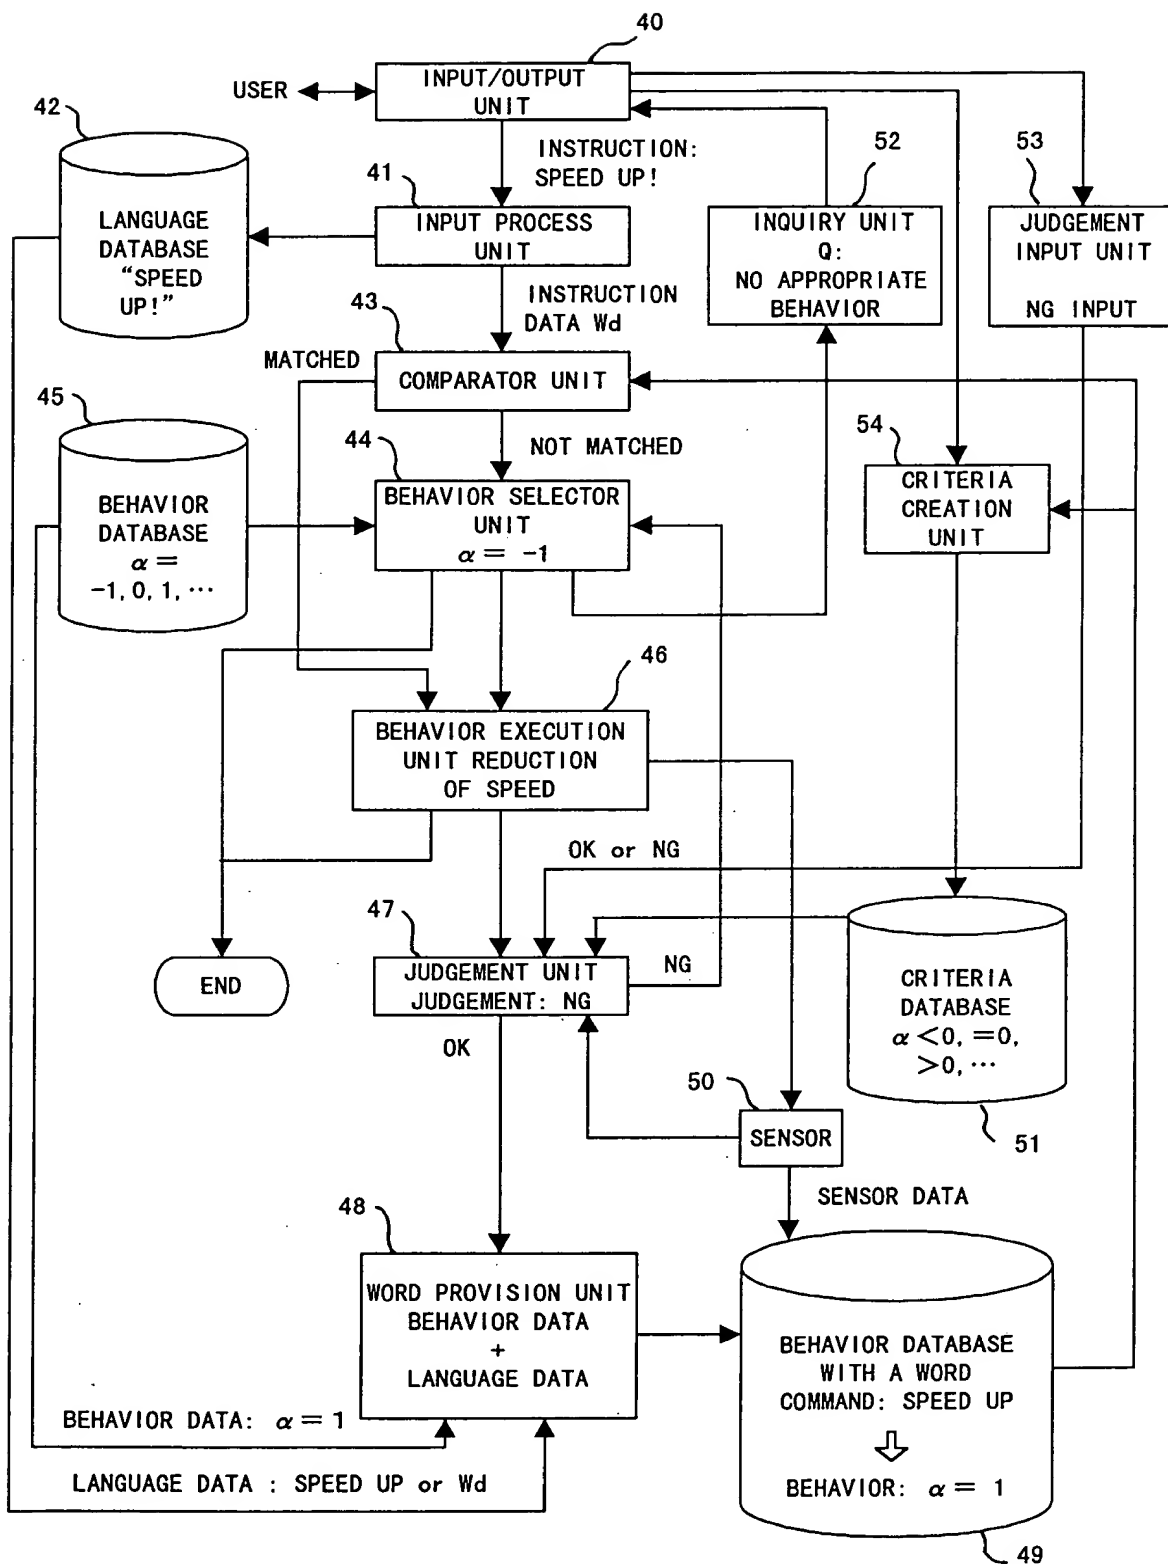 40
INPUT/OUTPUT
UNIT
USER
42
INSTRUCTION:
SPEED UP!
52
53
41
INPUT PROCESS
UNIT
LANGUAGE
DATABASE
“SPEED
UP!”
INQUIRY UNIT
Q:
NO APPROPRIATE
BEHAVIOR
JUDGEMENT
INPUT UNIT
NG INPUT
INSTRUCTION
DATA Wd
43
MATCHED
COMPARATOR UNIT
45
44
NOT MATCHED
54
BEHAVIOR
DATABASE
α =
-1, 0, 1, ···
BEHAVIOR SELECTOR
UNIT
α = -1
CRITERIA
CREATION
UNIT
46
BEHAVIOR EXECUTION
UNIT REDUCTION
OF SPEED
OK or NG
47
END
JUDGEMENT UNIT
JUDGEMENT: NG
NG
CRITERIA
DATABASE
α <0, =0,
>0, ···
OK
50
SENSOR
51
SENSOR DATA
48
WORD PROVISION UNIT
BEHAVIOR DATA
+
LANGUAGE DATA
BEHAVIOR DATABASE
WITH A WORD
COMMAND: SPEED UP
BEHAVIOR: α = 1
BEHAVIOR DATA: α = 1
LANGUAGE DATA : SPEED UP or Wd
49